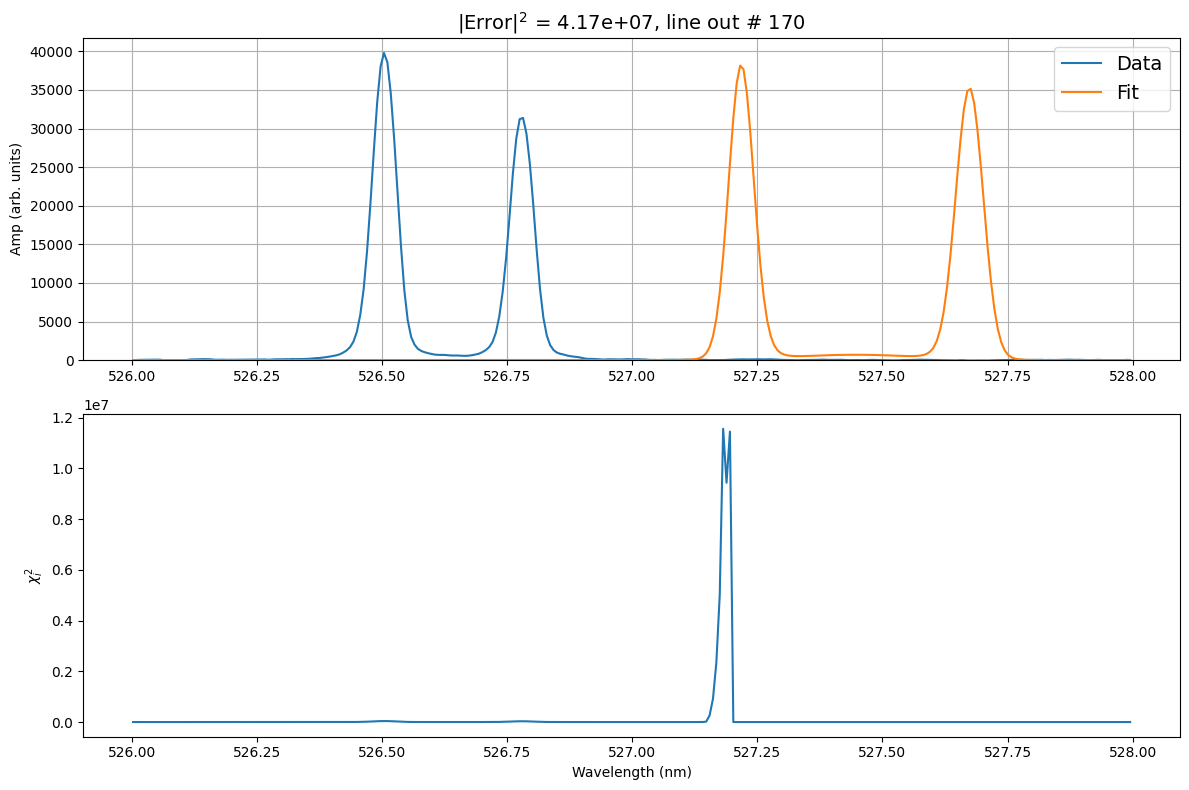 |Error|² = 4.17e+07, line out # 170
40000
35000
30000
25000
20000
15000
10000
5000
0
Amp (arb. units)
Data
Fit
526.00 526.25 526.50 526.75 527.00 527.25 527.50 527.75 528.00
1e7
1.2
1.0
0.8
0.6
0.4
0.2
0.0
χᵢ²
526.00 526.25 526.50 526.75 527.00 527.25 527.50 527.75 528.00
Wavelength (nm)